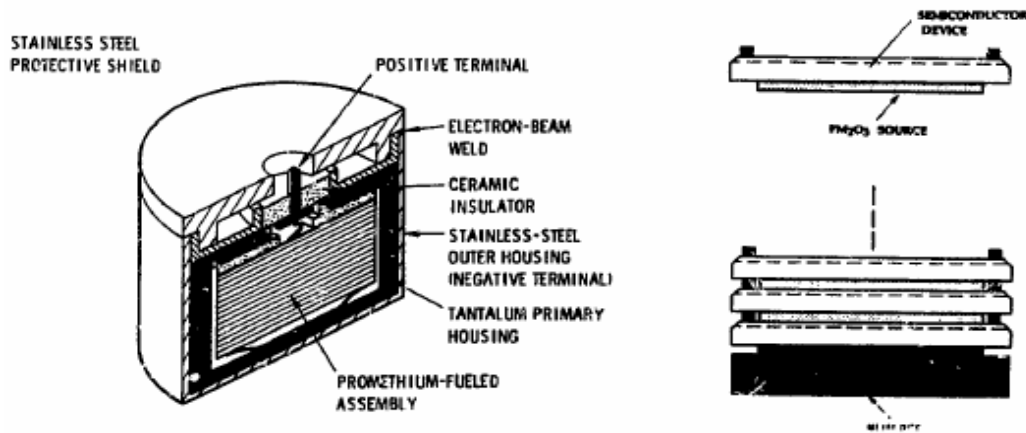 STAINLESS STEEL
PROTECTIVE SHIELD
POSITIVE TERMINAL
ELECTRON-BEAM
WELD
CERAMIC
INSULATOR
STAINLESS-STEEL
OUTER HOUSING
(NEGATIVE TERMINAL)
TANTALUM PRIMARY
HOUSING
PROMETHIUM-FUELED
ASSEMBLY
SEMICONDUCTOR
DEVICE
PM₂O₃ SOURCE